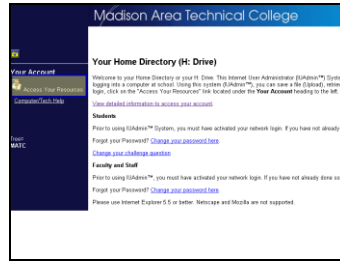 Madison Area Technical College
Your Account
Access Your Resources
Computer/Tech Help
MATC
Your Home Directory (H: Drive)
Welcome to your Home Directory or your H: Drive. This Internet User Administrator (IUAdmin™) Syste
logging into a computer at school. Using this system (IUAdmin™), you can save a file (Upload), retriev
login, click on the "Access Your Resources" link located under the Your Account heading to the left.
View detailed information to access your account
Students
Prior to using IUAdmin™ System, you must have activated your network login. If you have not already
Forgot your Password? Change your password here.
Change your challenge question
Faculty and Staff
Prior to using IUAdmin™, you must have activated your network login. If you have not already done so
Forgot your Password? Change your password here.
Please use Internet Explorer 5.5 or better. Netscape and Mozilla are not supported.